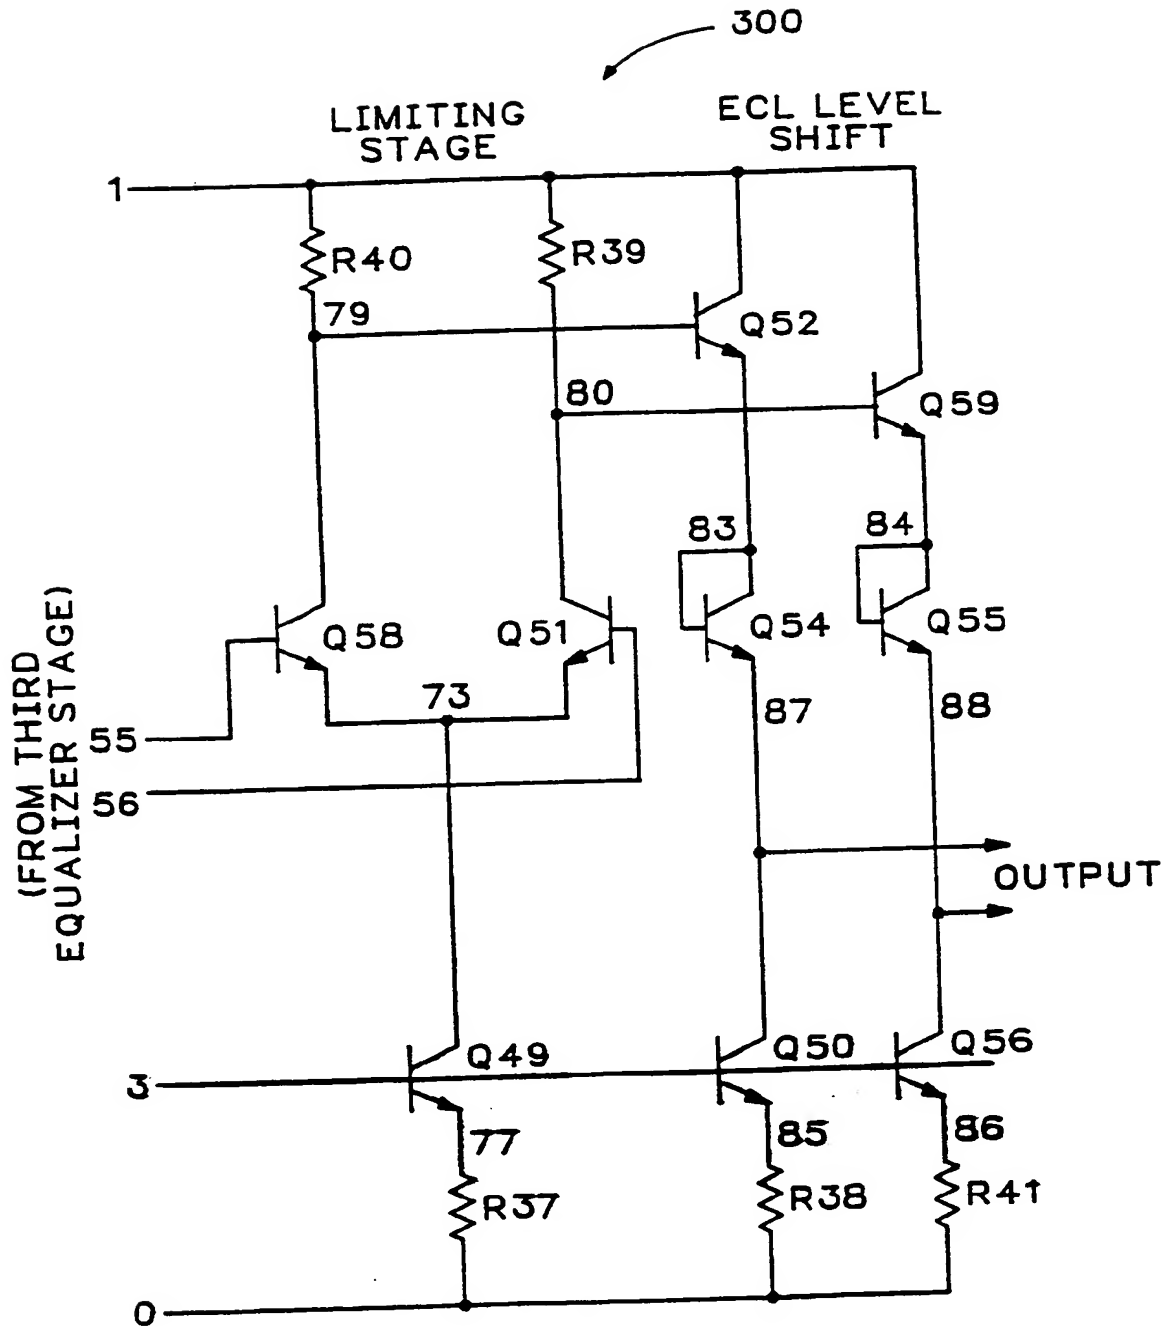 300
LIMITING
STAGE
ECL LEVEL
SHIFT
1
R40
R39
79
Q52
80
Q59
83
84
Q58
Q51
Q54
Q55
73
87
88
(FROM THIRD
EQUALIZER STAGE)
55
56
OUTPUT
Q49
Q50
Q56
3
77
85
86
R37
R38
R41
0